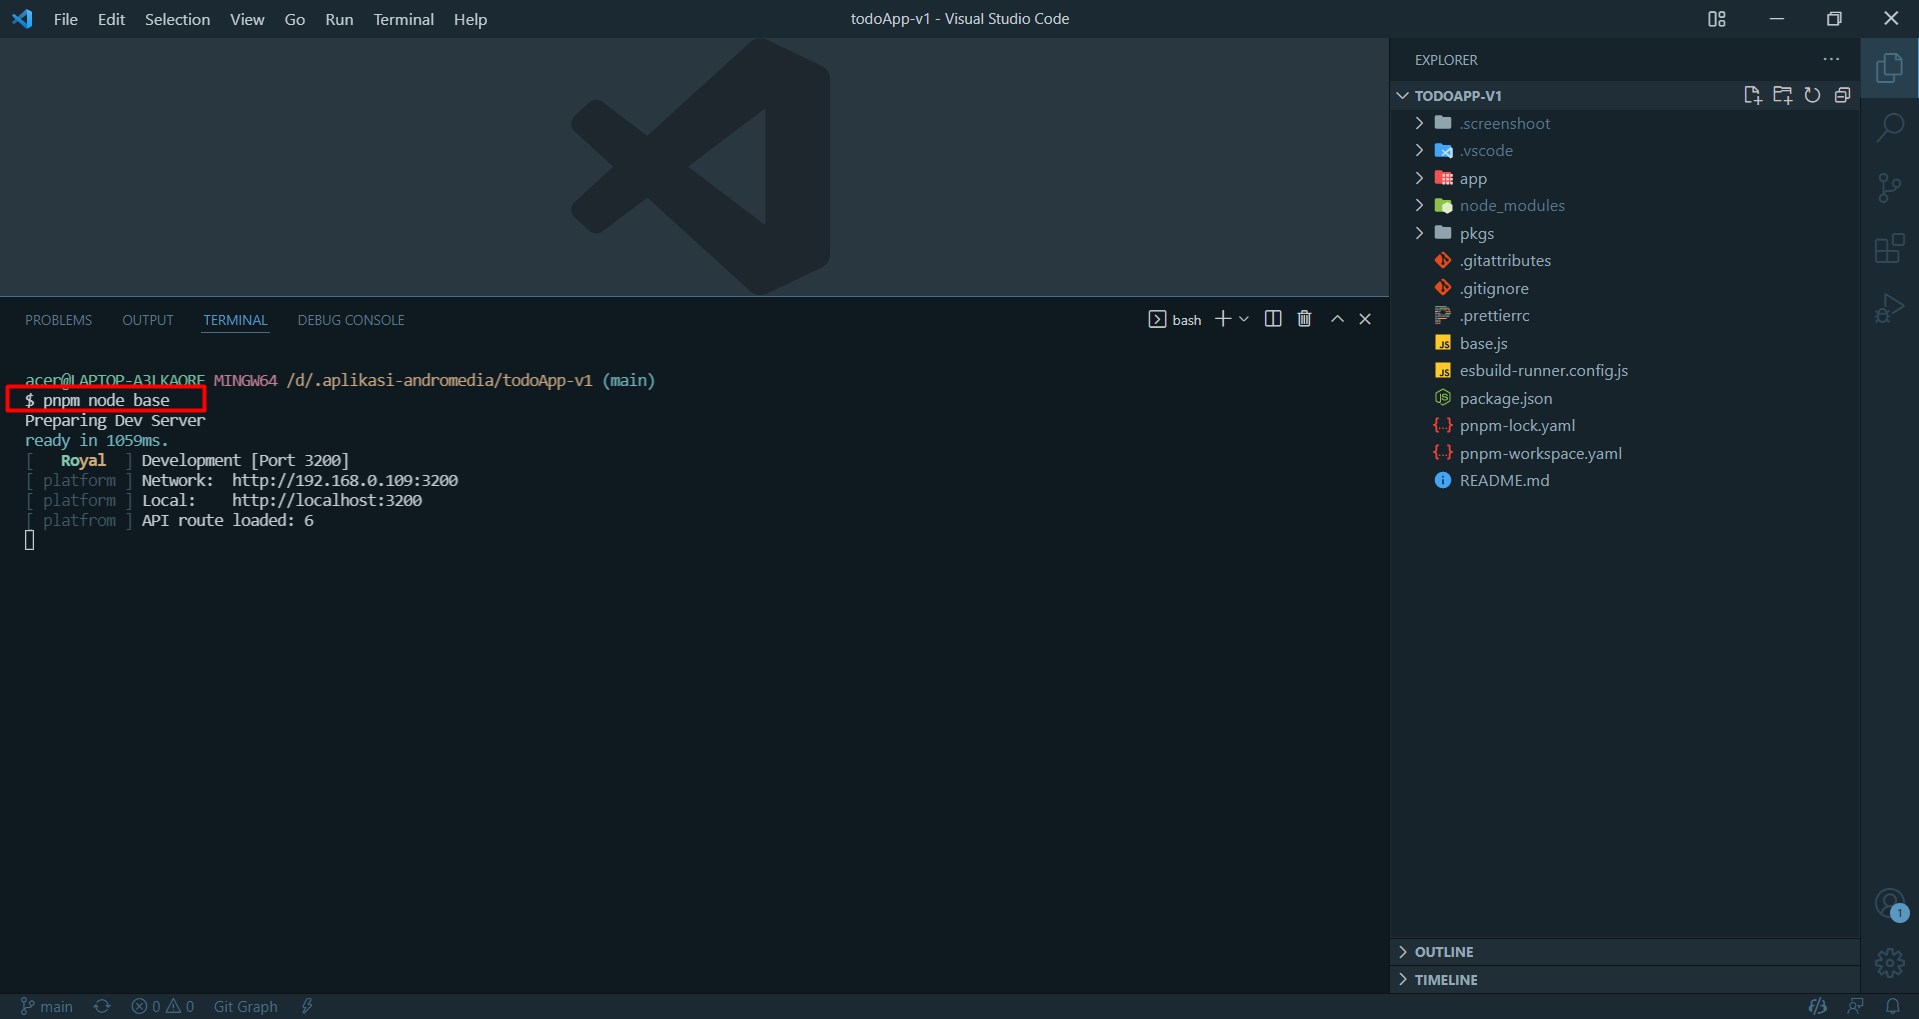 File Edit Selection View Go Run Terminal Help
todoApp-v1 - Visual Studio Code
PROBLEMS OUTPUT TERMINAL DEBUG CONSOLE
bash
acer@LAPTOP-A3LKAORF MINGW64 /d/.aplikasi-andromedia/todoApp-v1 (main)
$ pnpm node base
Preparing Dev Server
ready in 1059ms.
[ Royal ] Development [Port 3200]
[ platform ] Network: http://192.168.0.109:3200
[ platform ] Local: http://localhost:3200
[ platfrom ] API route loaded: 6
EXPLORER
TODOAPP-V1
.screenshoot
.vscode
app
node_modules
pkgs
.gitattributes
.gitignore
.prettierrc
base.js
esbuild-runner.config.js
package.json
pnpm-lock.yaml
pnpm-workspace.yaml
README.md
OUTLINE
TIMELINE
1
main 0 0 Git Graph